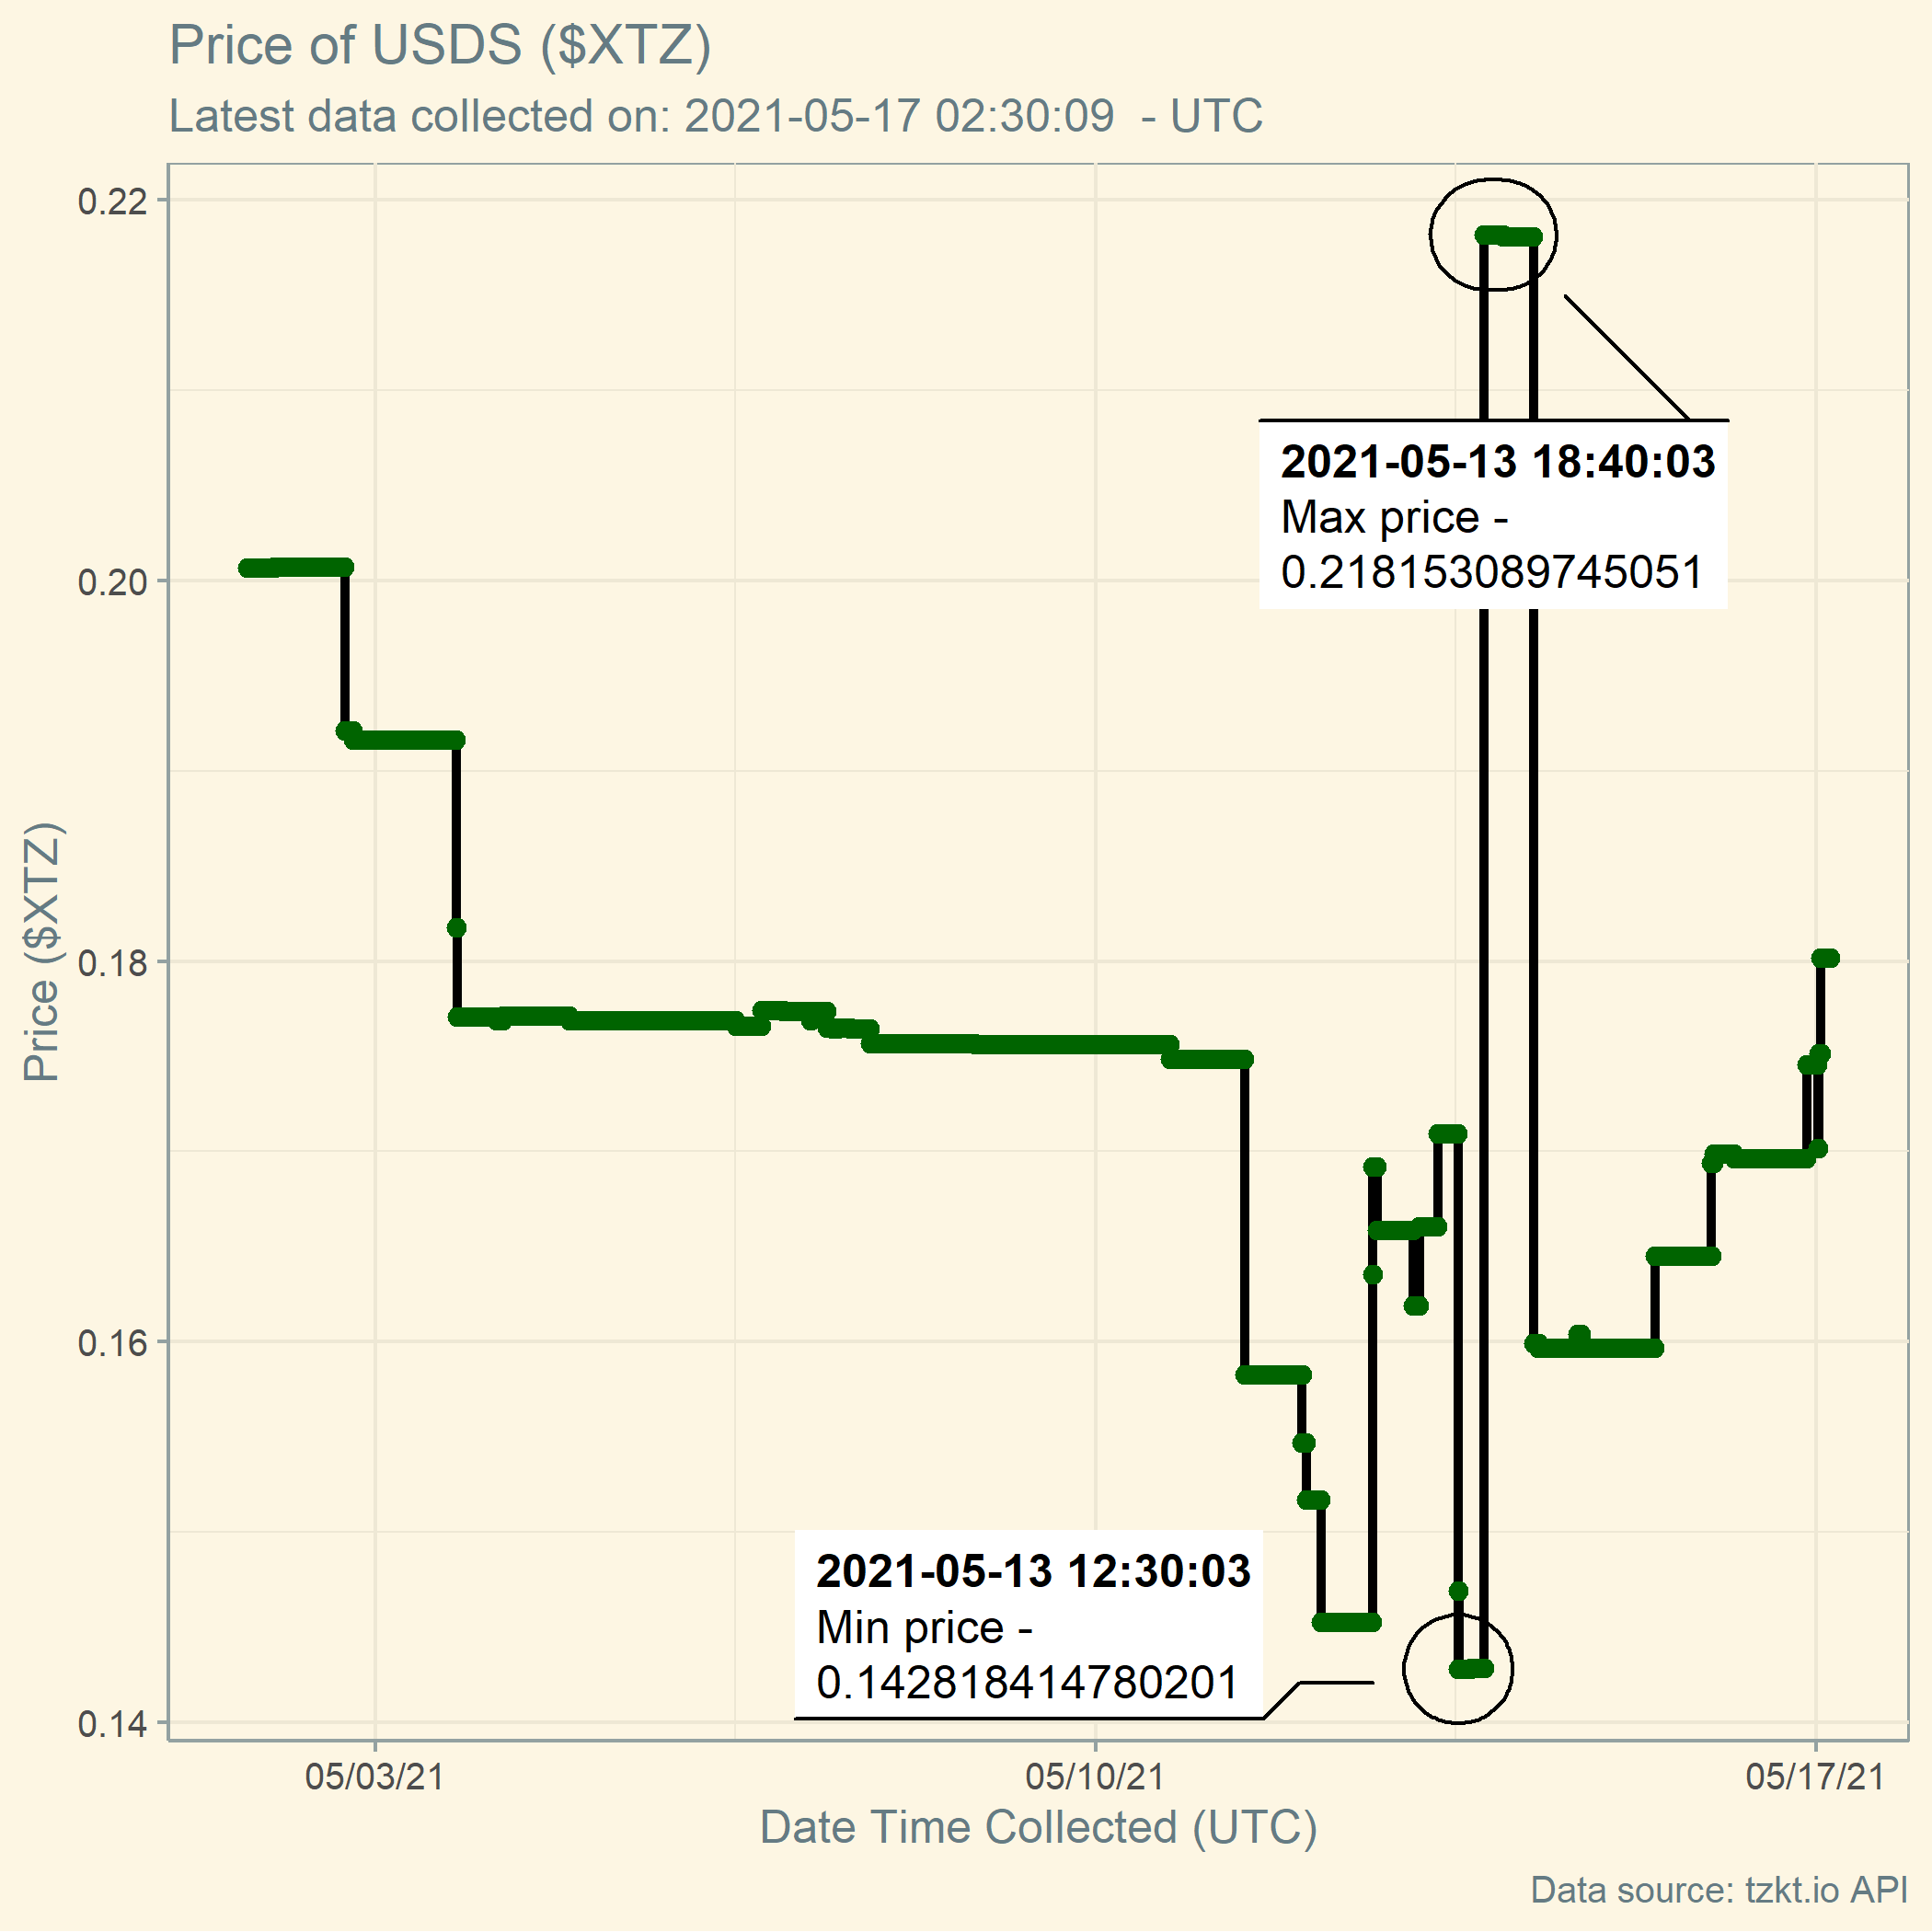 Price of USDS ($XTZ)
Latest data collected on: 2021-05-17 02:30:09  - UTC
0.22
0.20
0.18
0.16
0.14
Price ($XTZ)
2021-05-13 18:40:03
Max price -
0.218153089745051
2021-05-13 12:30:03
Min price -
0.142818414780201
05/03/21
05/10/21
05/17/21
Date Time Collected (UTC)
Data source: tzkt.io API